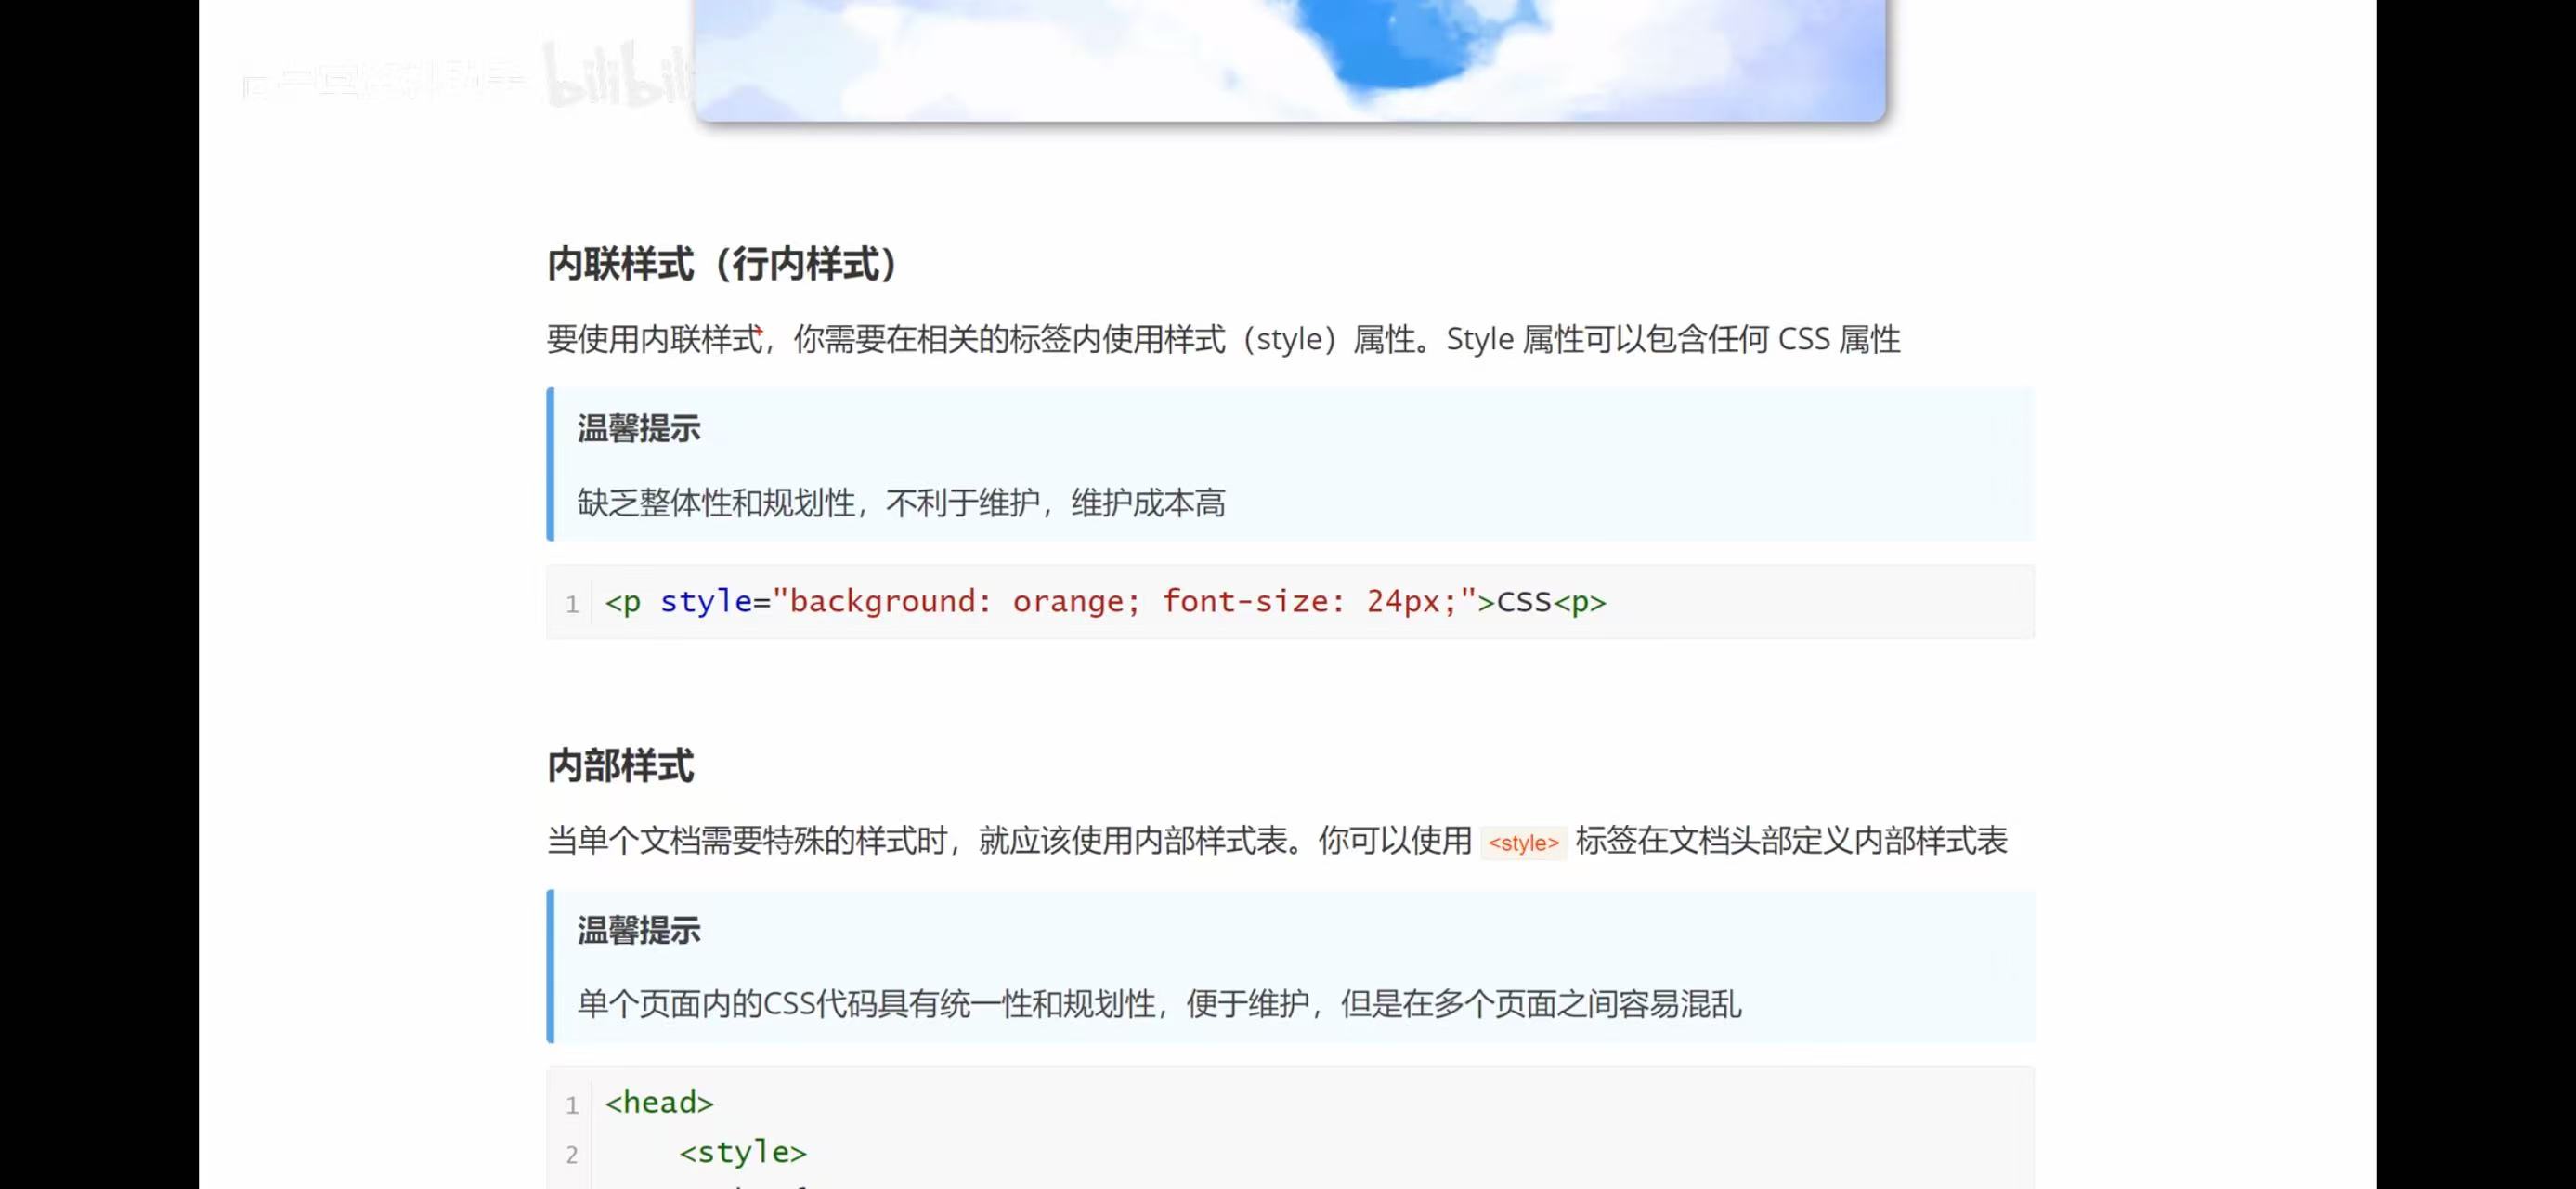 bilibili
内联样式（行内样式）
要使用内联样式，你需要在相关的标签内使用样式（style）属性。Style 属性可以包含任何 CSS 属性
温馨提示
缺乏整体性和规划性，不利于维护，维护成本高
1 <p style="background: orange; font-size: 24px;">CSS<p>
内部样式
当单个文档需要特殊的样式时，就应该使用内部样式表。你可以使用 <style> 标签在文档头部定义内部样式表
温馨提示
单个页面内的CSS代码具有统一性和规划性，便于维护，但是在多个页面之间容易混乱
1 <head>
2 <style>